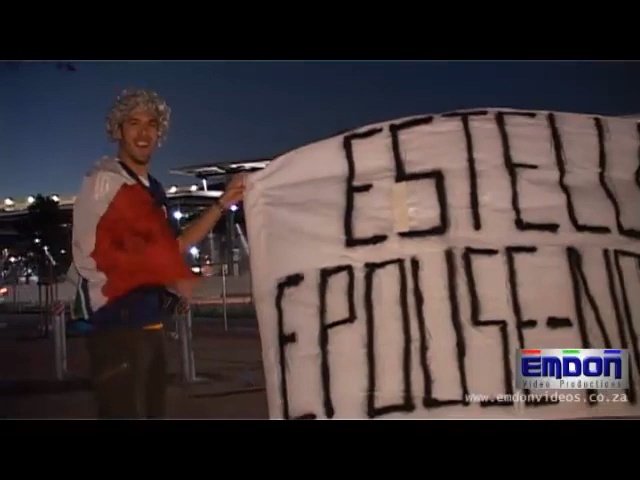 ESTELL
EPOUSE-N
EMDON
Video Productions
www.emdonvideos.co.za